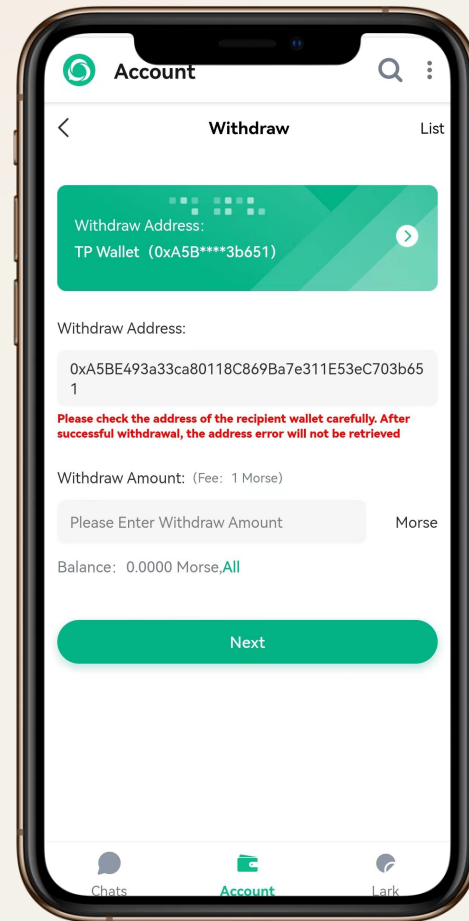 Account
Withdraw
List
Withdraw Address:
TP Wallet (0xA5B****3b651)
Withdraw Address:
0xA5BE493a33ca80118C869Ba7e311E53eC703b65
1
Please check the address of the recipient wallet carefully. After
successful withdrawal, the address error will not be retrieved
Withdraw Amount: (Fee: 1 Morse)
Please Enter Withdraw Amount
Morse
Balance: 0.0000 Morse,All
Next
Chats
Account
Lark